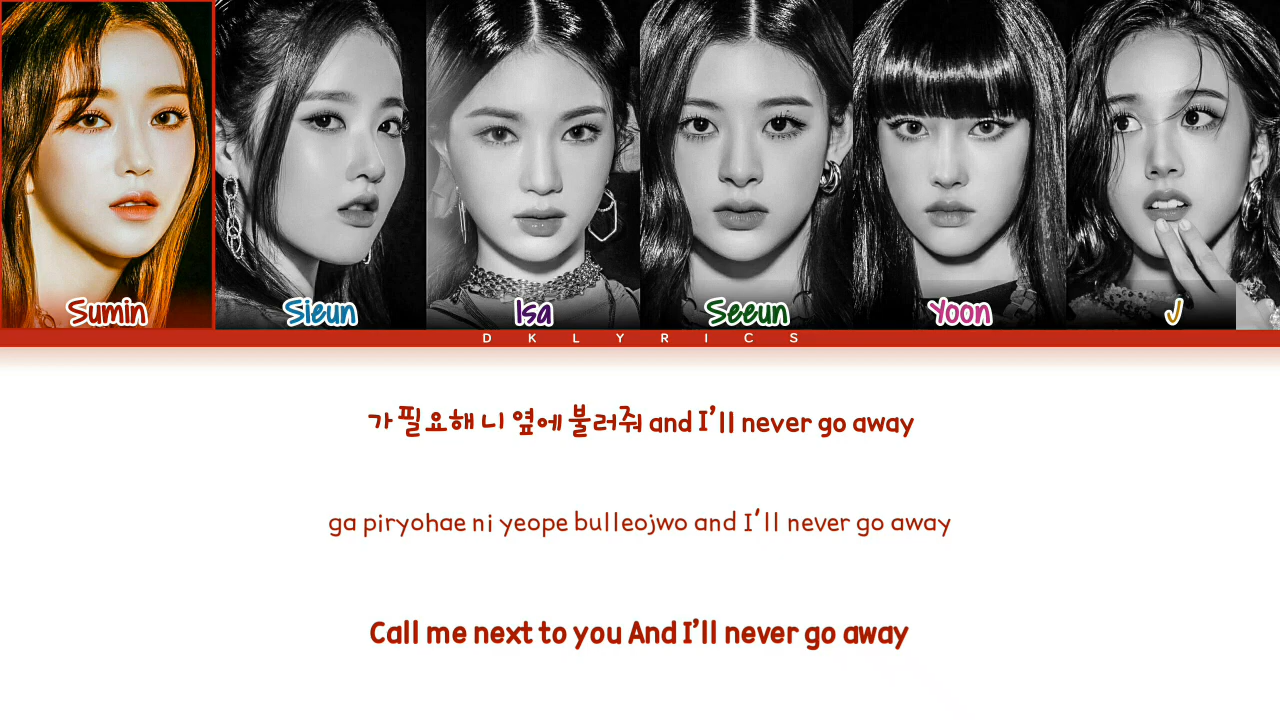 Sumin
Sieun
Isa
Seeun
Yoon
J
DKLYRICS
가 필요해 니 옆에 불러줘 and I'll never go away
ga piryohae ni yeope bulleojwo and I'll never go away
Call me next to you And I'll never go away